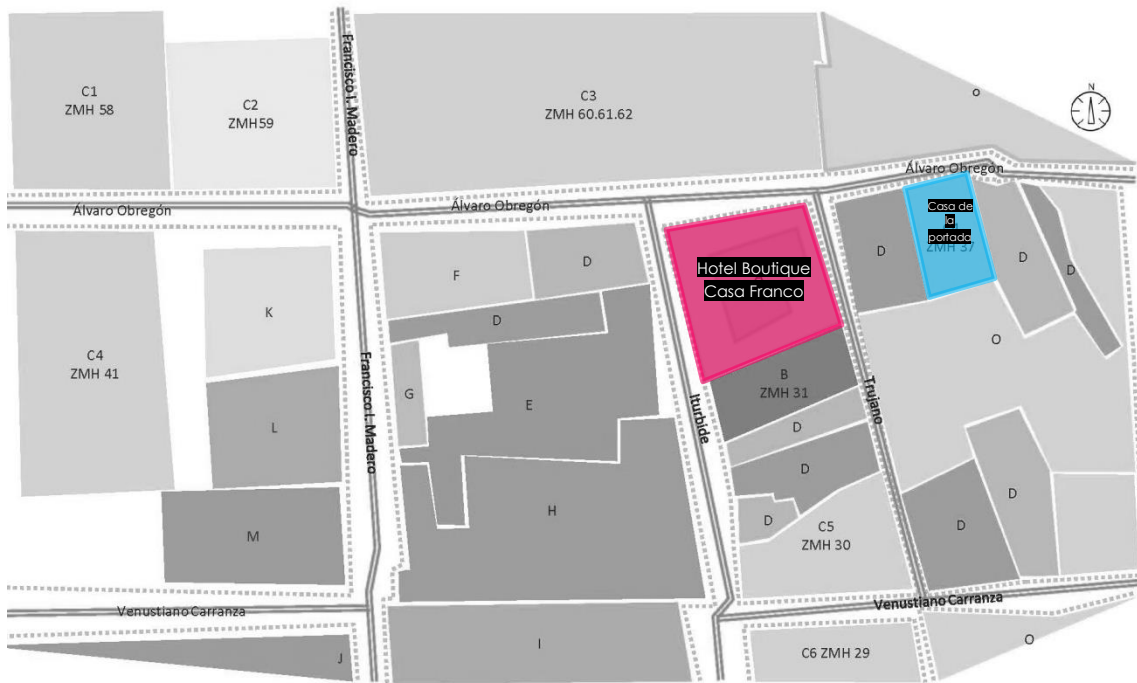 C1
ZMH 58
C2
ZMH59
Francisco I. Madero
C3
ZMH 60.61.62
O
N
Álvaro Obregón
Álvaro Obregón
Álvaro Obregón
C4
ZMH 41
K
L
M
Francisco I. Madero
F
D
D
G
E
H
Iturbide
Hotel Boutique
Casa Franco
B
ZMH 31
D
D
D
C5
ZMH 30
Trujano
D
Casa de
la
portada
ZMH 37
D
D
O
D
D
Venustiano Carranza
Venustiano Carranza
J
I
C6 ZMH 29
O